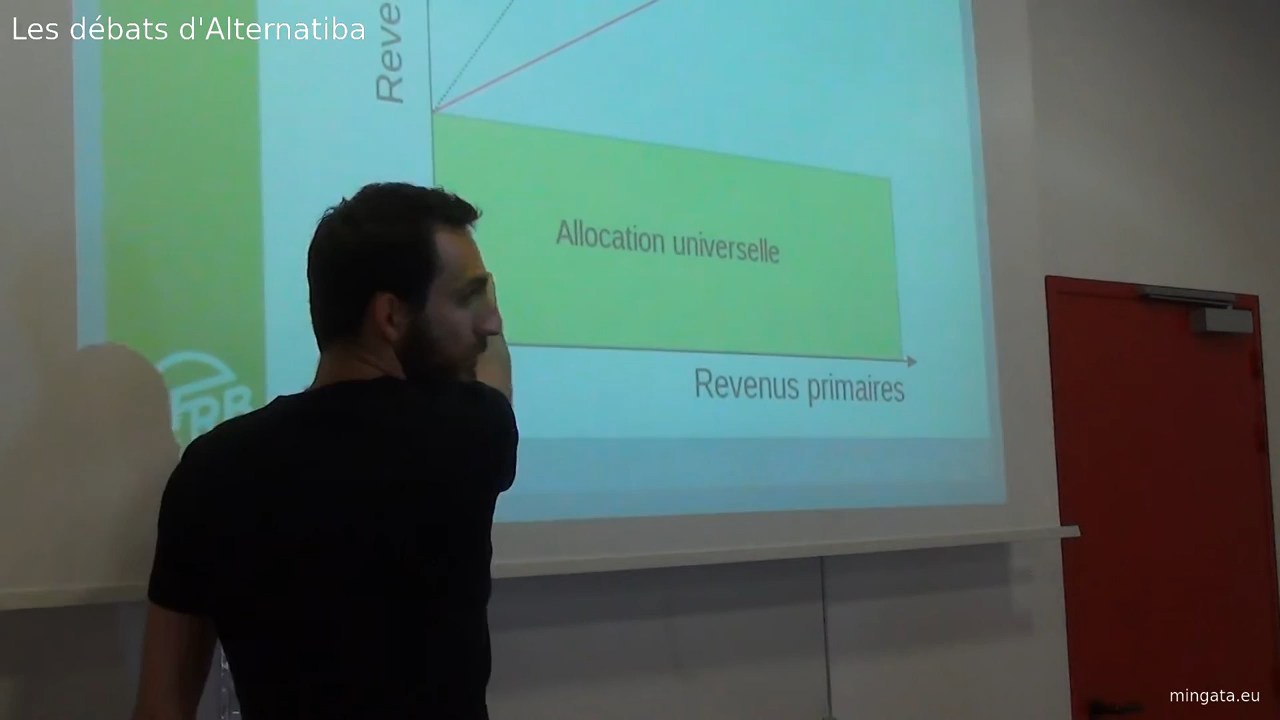 Les débats d'Alternatiba
Reve
Allocation universelle
Revenus primaires
mingata.eu